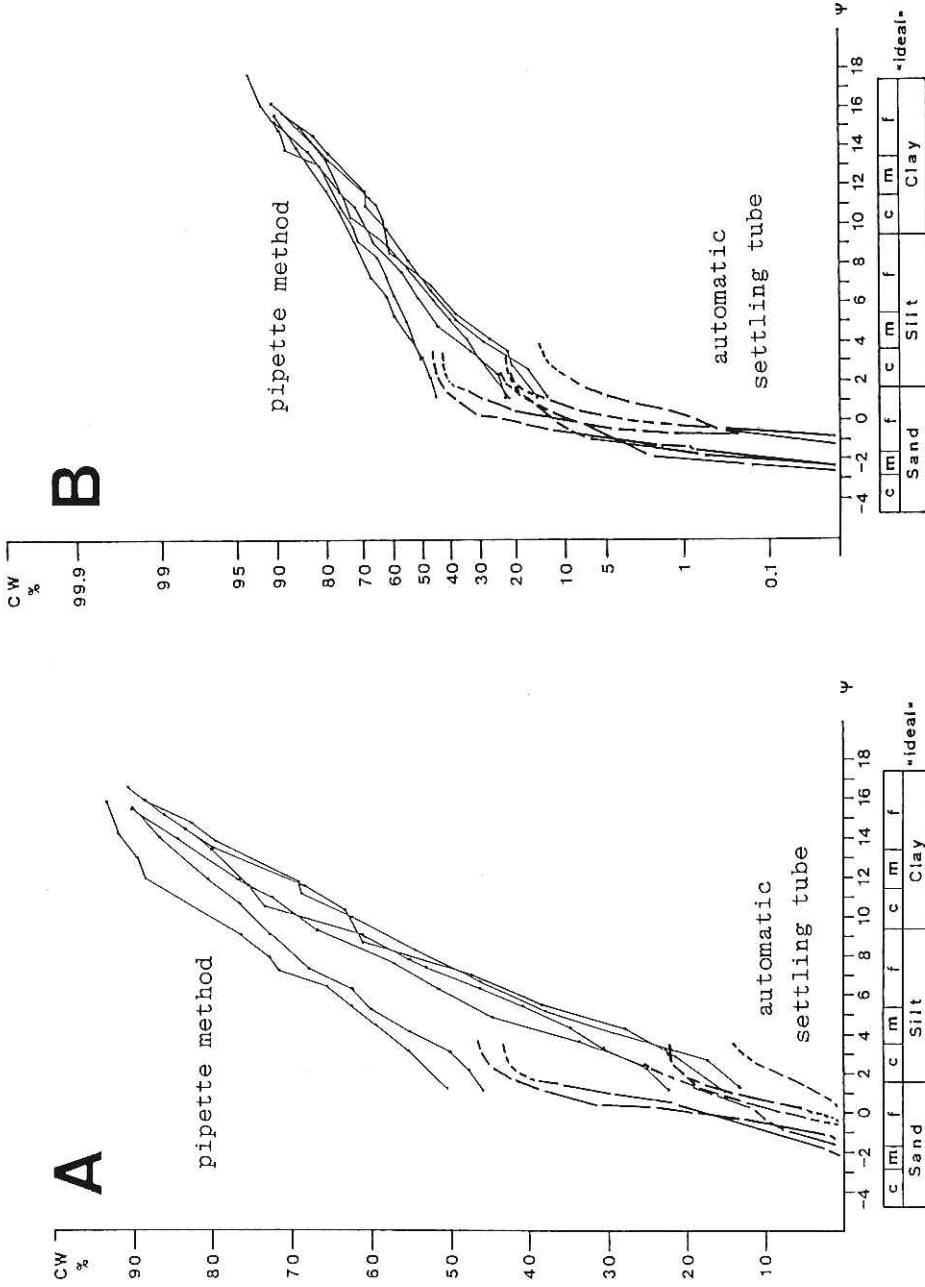 A
CW
%
90
80
70
60
50
40
30
20
10
pipette method
automatic
settling tube
-4 -2 0 2 4 6 8 10 12 14 16 18 Ψ
c m f c m f c m f "ideal"
Sand Silt Clay
B
CW
%
99.9
99
95
90
80
70
60
50
40
30
20
10
5
1
0.1
pipette method
automatic
settling tube
-4 -2 0 2 4 6 8 10 12 14 16 18 Ψ
c m f c m f c m f "ideal"
Sand Silt Clay